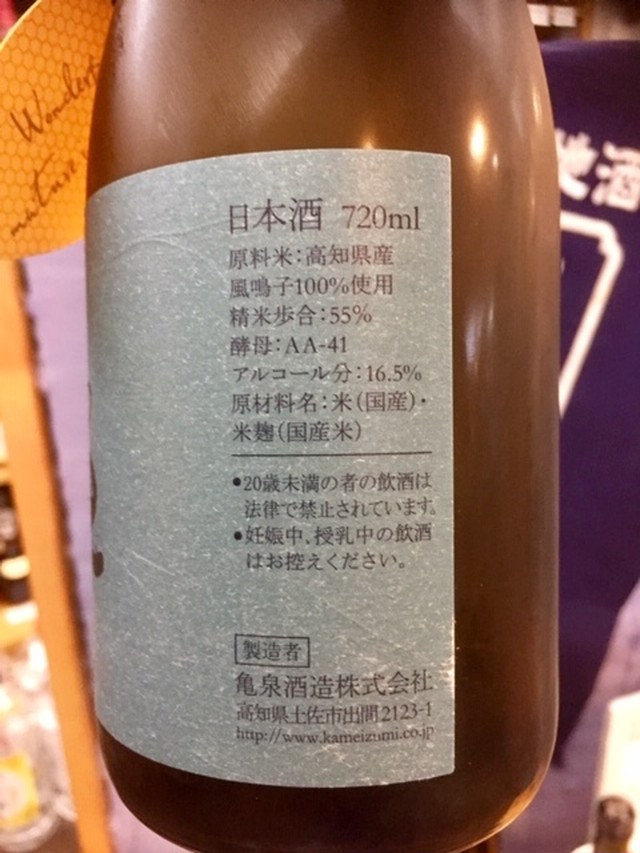 日本酒 720ml
原料米:高知県産
風鳴子100%使用
精米歩合:55%
酵母:AA-41
アルコール分:16.5%
原材料名:米(国産)・
米麹(国産米)
●20歳未満の者の飲酒は
法律で禁止されています。
●妊娠中、授乳中の飲酒
はお控えください。
製造者
亀泉酒造株式会社
高知県土佐市出間2123-1
http://www.kameizumi.co.jp